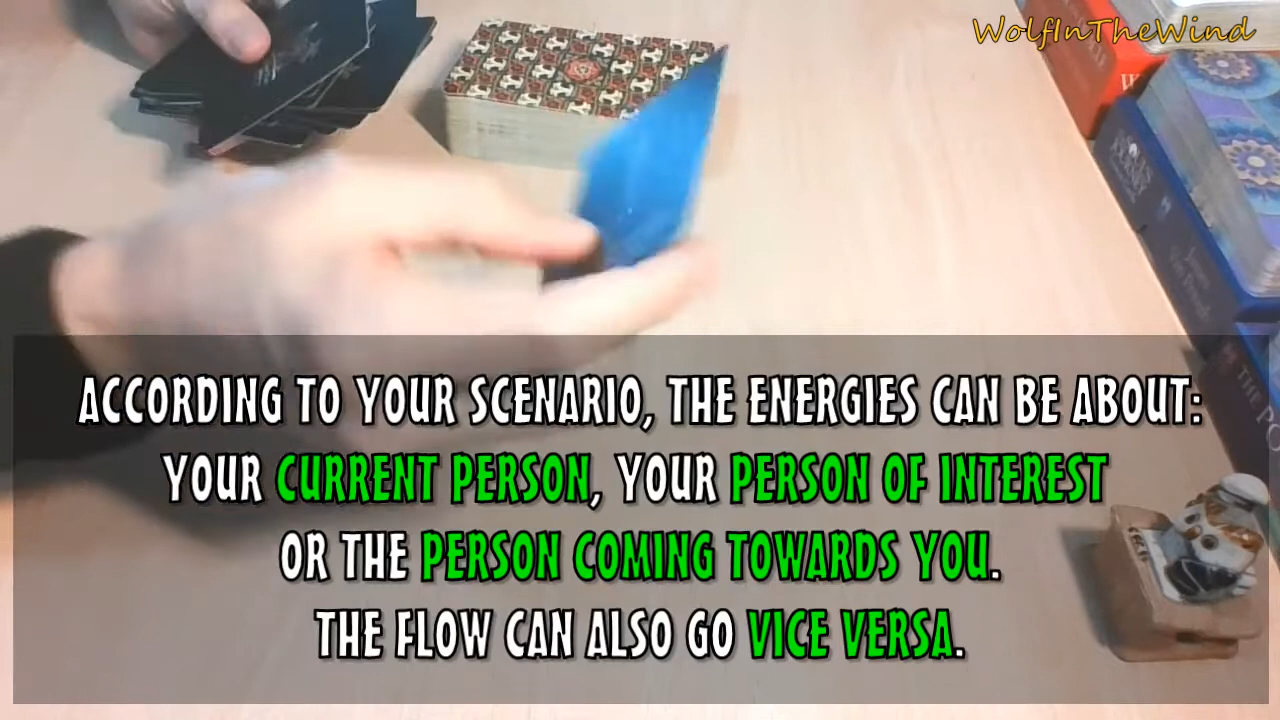 WolfInTheWind
ACCORDING TO YOUR SCENARIO, THE ENERGIES CAN BE ABOUT:
YOUR CURRENT PERSON, YOUR PERSON OF INTEREST
OR THE PERSON COMING TOWARDS YOU.
THE FLOW CAN ALSO GO VICE VERSA.
THE